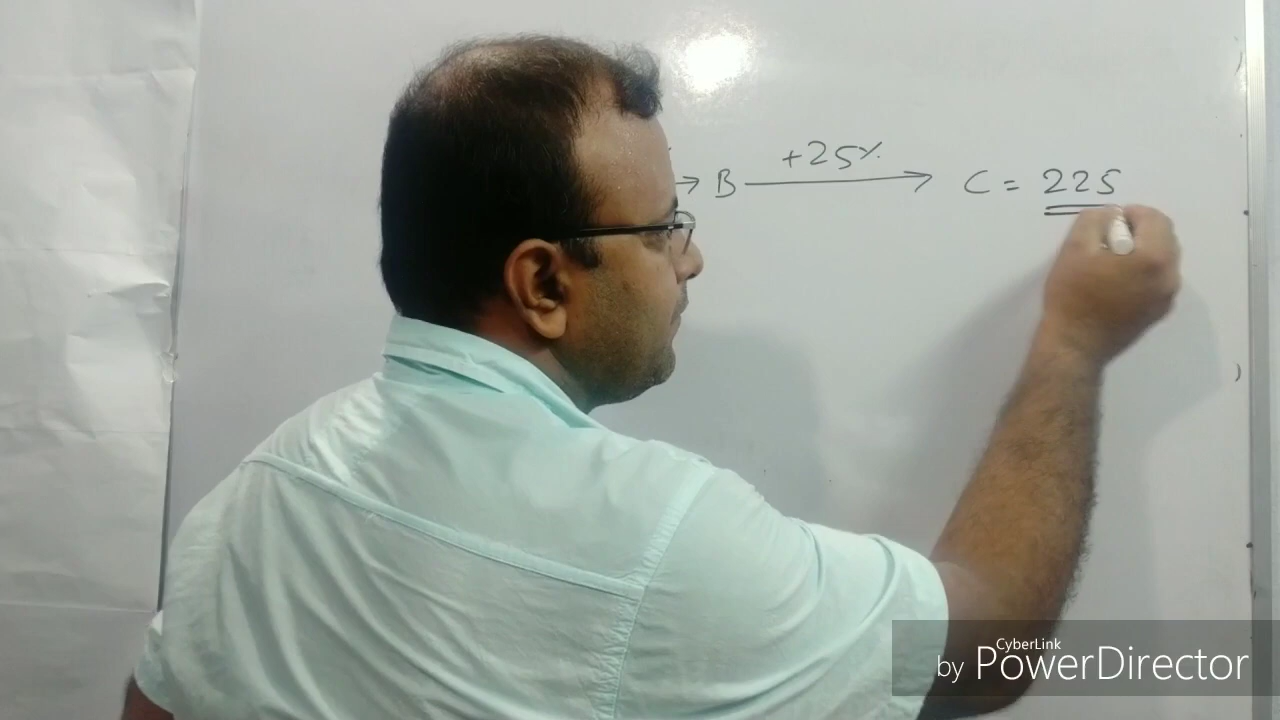 +25%
→ B → C = 225
CyberLink
by PowerDirector